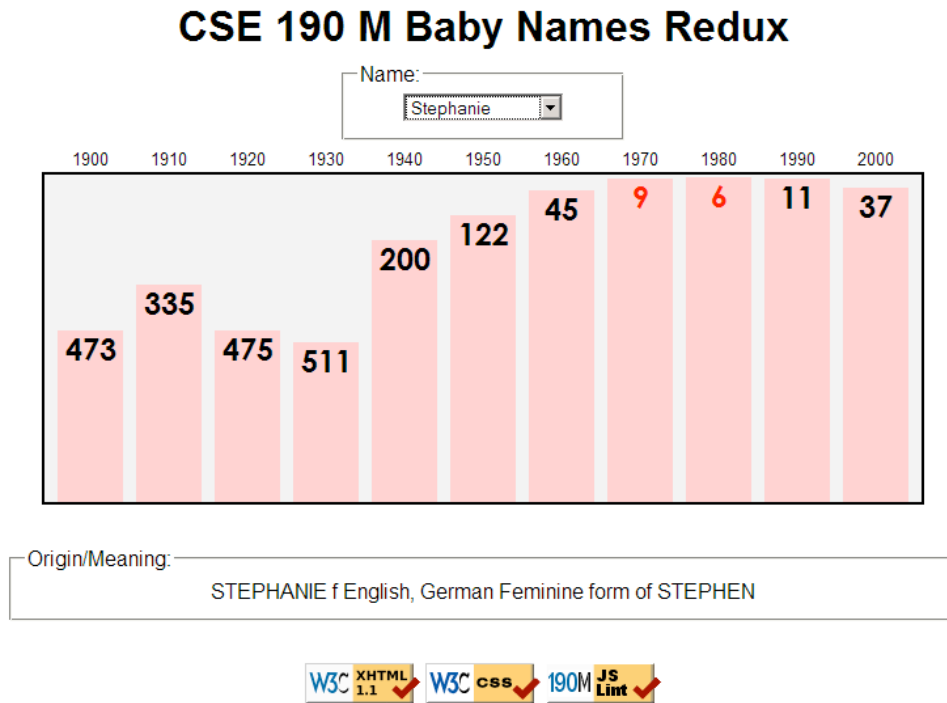 CSE 190 M Baby Names Redux
Name:
Stephanie
1900 1910 1920 1930 1940 1950 1960 1970 1980 1990 2000
473 335 475 511 200 122 45 9 6 11 37
Origin/Meaning:
STEPHANIE f English, German Feminine form of STEPHEN
W3C XHTML 1.1 W3C css 190M JS Lint